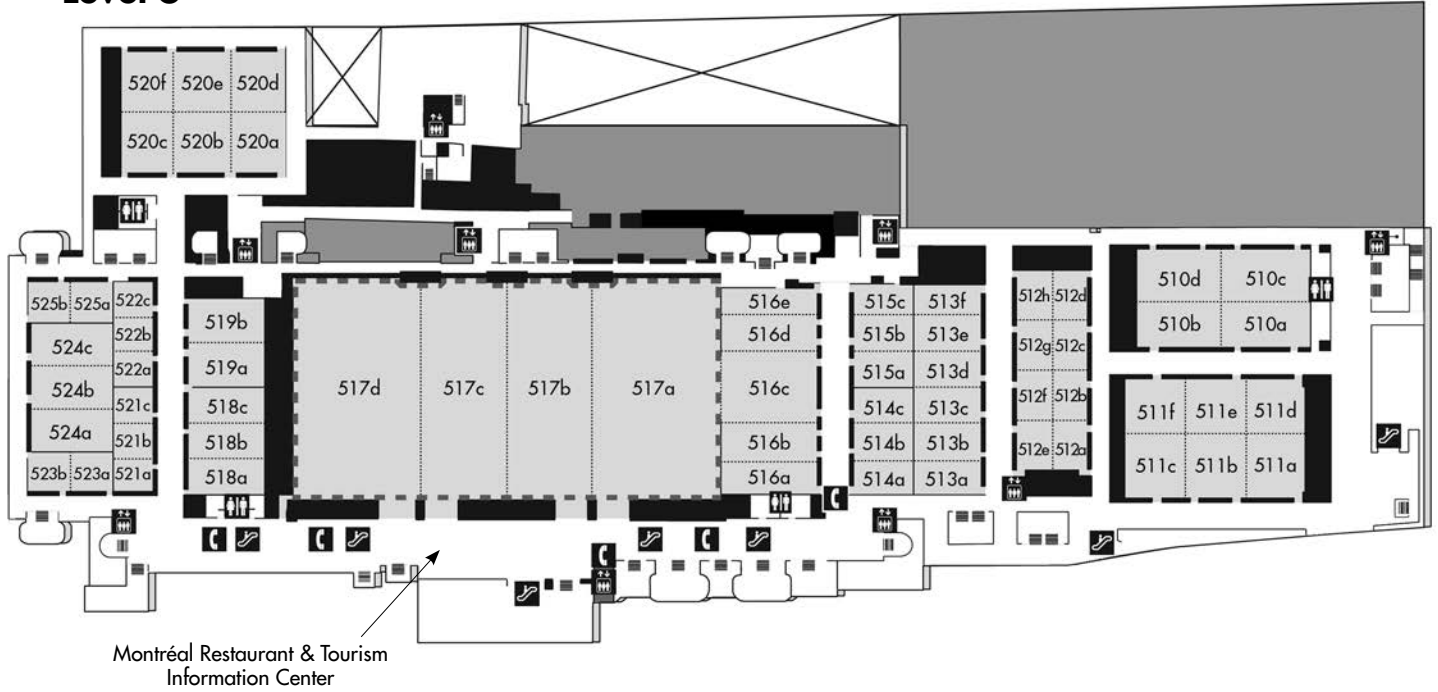 520f 520e 520d
520c 520b 520a
525b 525a 522c
522b
524c
522a
524b
521c
524a
521b
523b 523a 521a
519b
519a
518c
518b
518a
517d 517c 517b 517a
516e
516d
516c
516b
516a
515c 513f
515b 513e
515a 513d
514c 513c
514b 513b
514a 513a
512h 512d
512g 512c
512f 512b
512e 512a
510d 510c
510b 510a
511f 511e 511d
511c 511b 511a
Montréal Restaurant & Tourism
Information Center